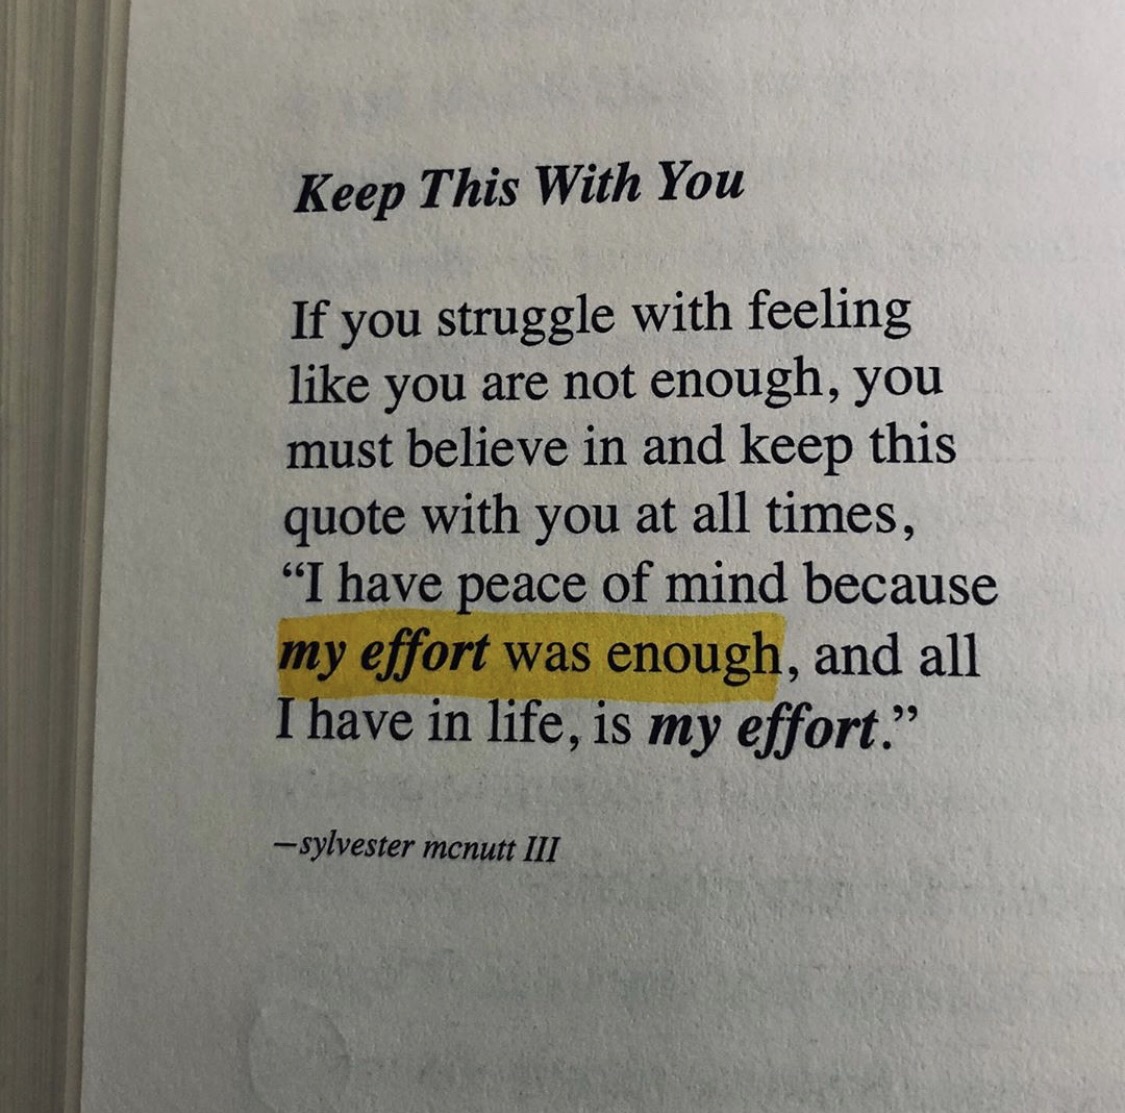 Keep This With You
If you struggle with feeling
like you are not enough, you
must believe in and keep this
quote with you at all times,
“I have peace of mind because
my effort was enough, and all
I have in life, is my effort.”
—sylvester mcnutt III